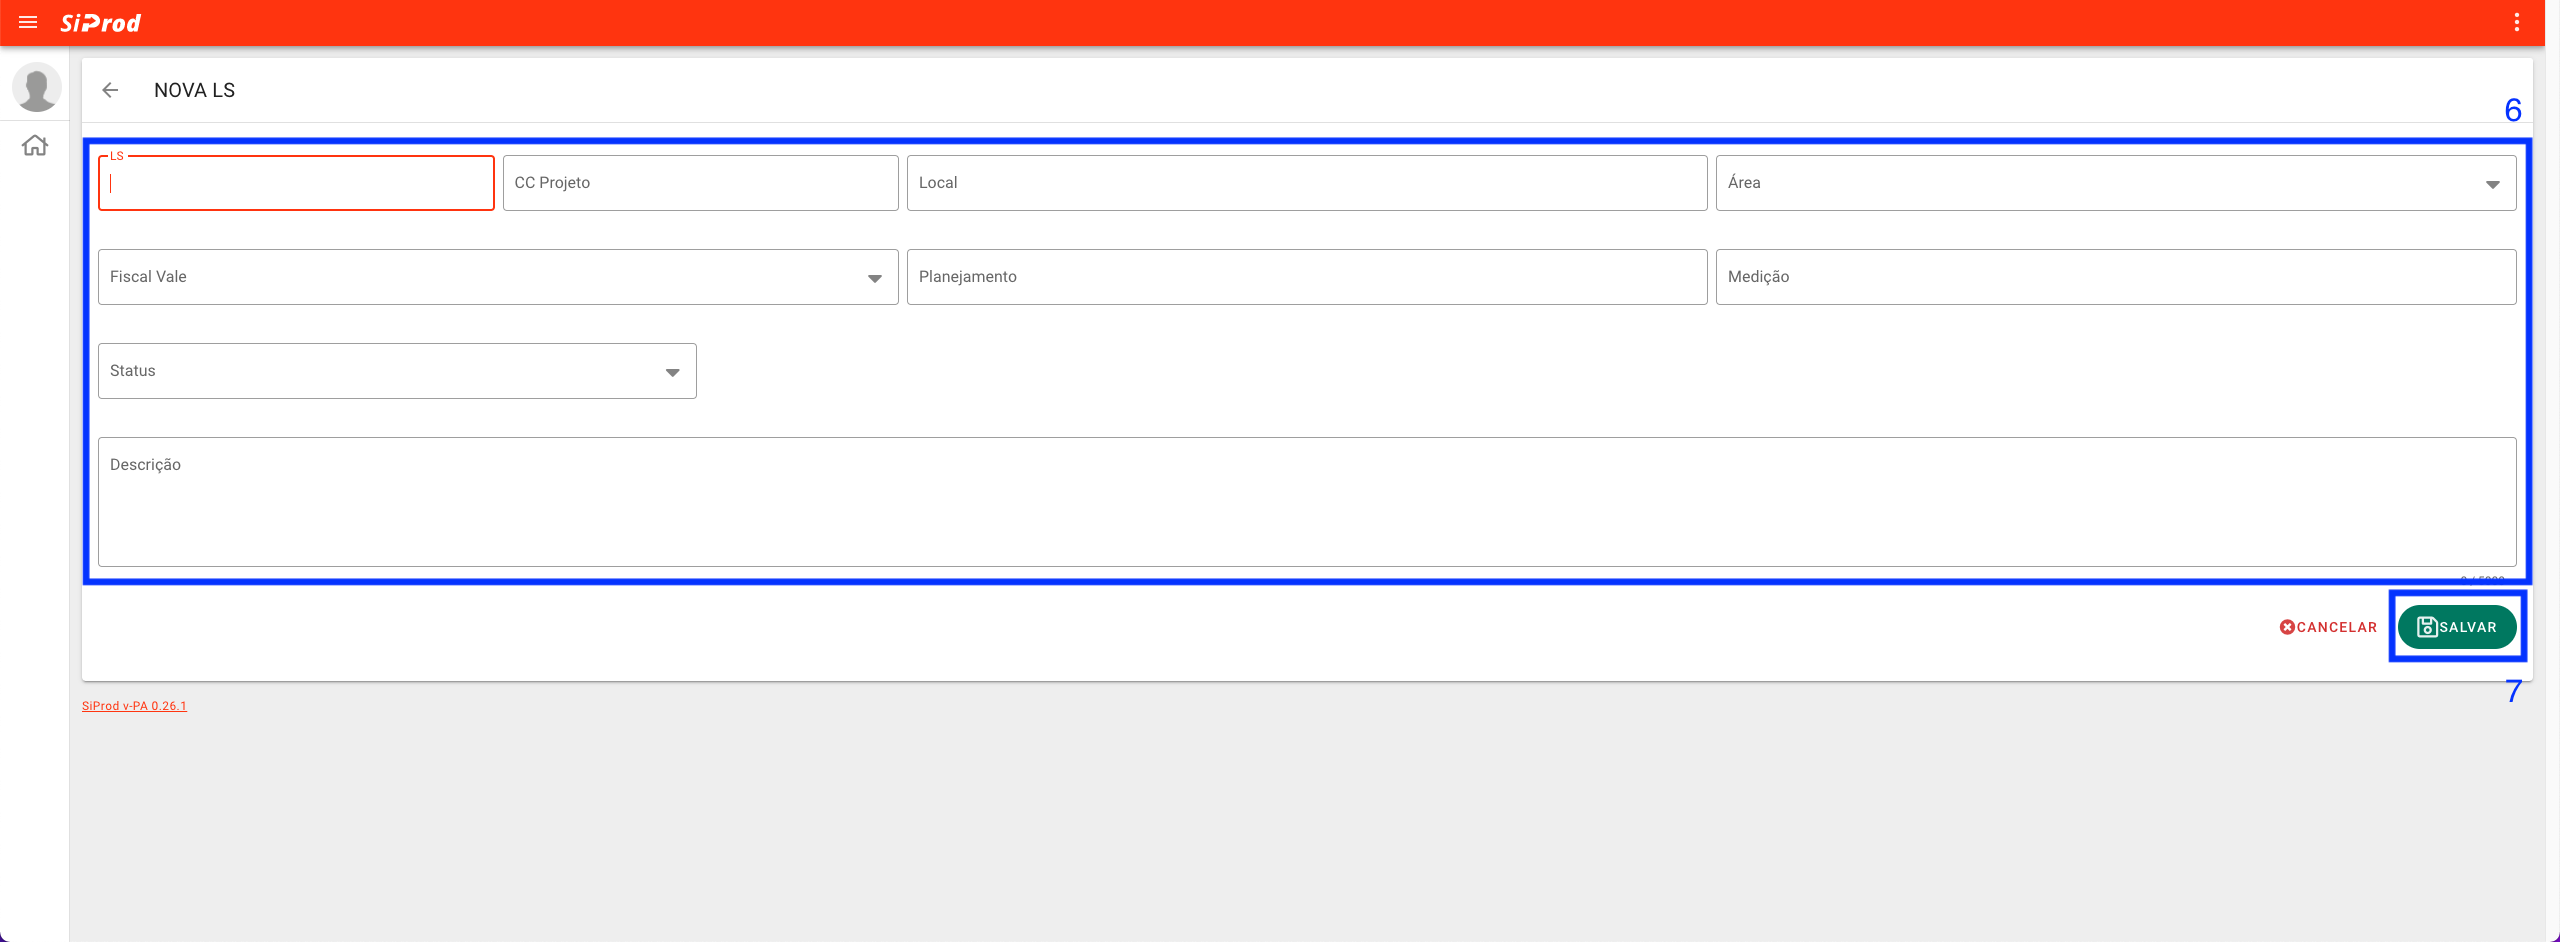 SiProd
NOVA LS
6
LS
CC Projeto
Local
Área
Fiscal Vale
Planejamento
Medição
Status
Descrição
CANCELAR
SALVAR
7
SiProd v-PA 0.26.1